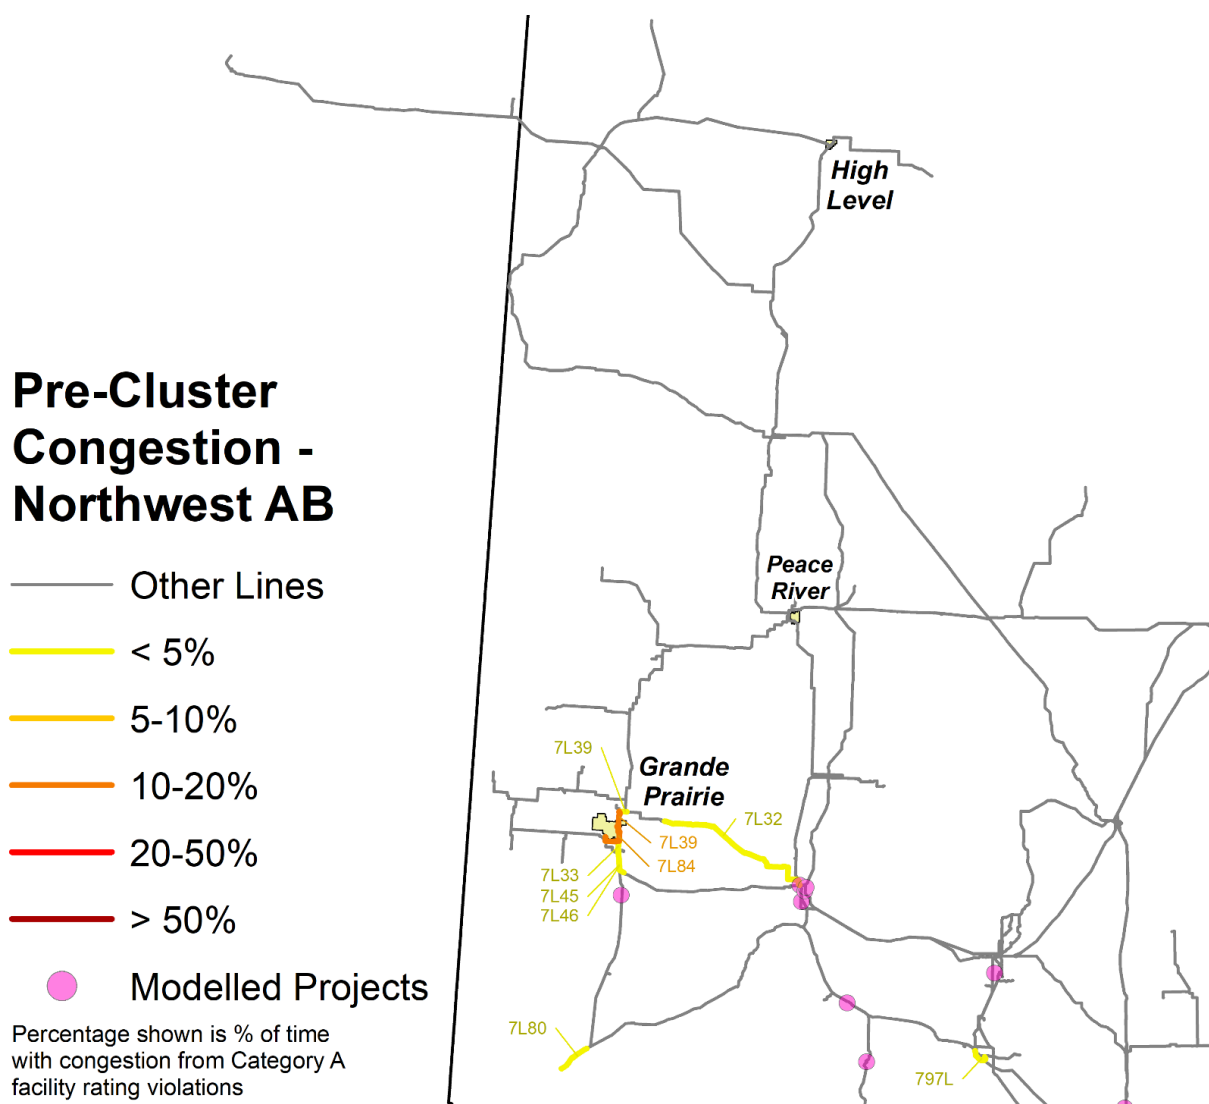 High
Level
Pre-Cluster
Congestion -
Northwest AB
Other Lines
< 5%
5-10%
10-20%
20-50%
> 50%
Modelled Projects
Percentage shown is % of time
with congestion from Category A
facility rating violations
Peace
River
7L39
Grande
Prairie
7L32
7L39
7L84
7L33
7L45
7L46
7L80
797L